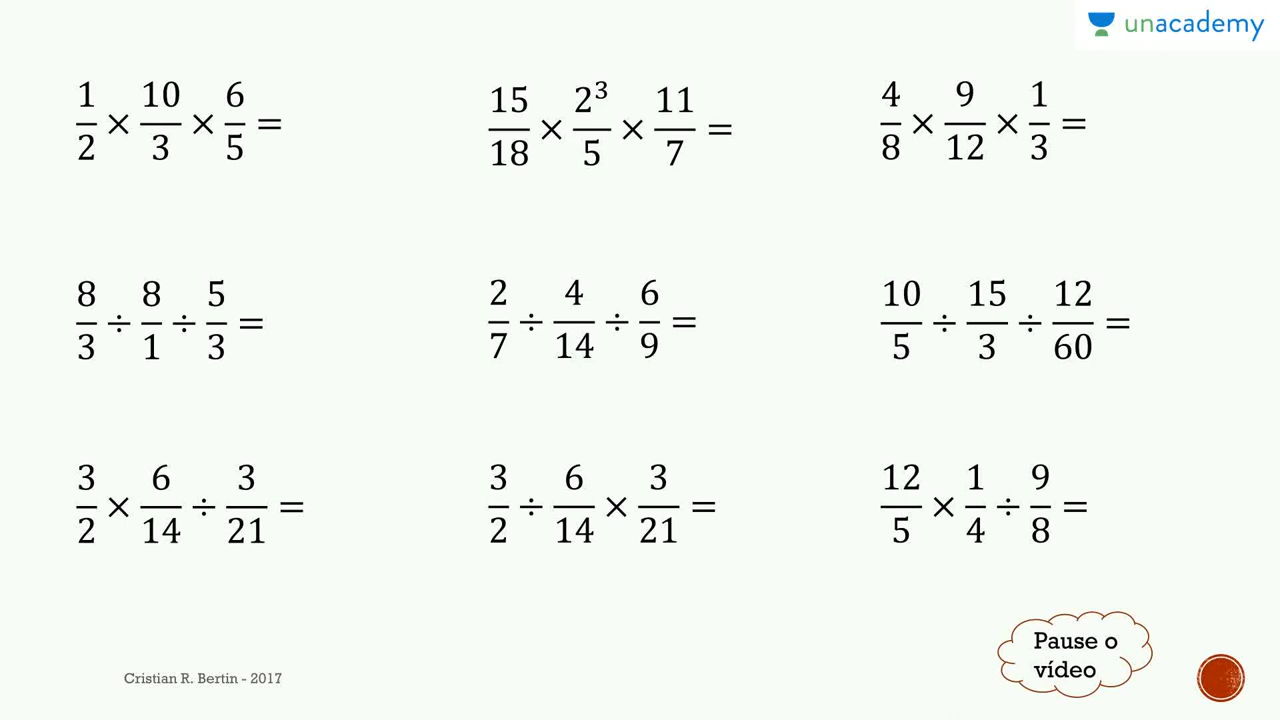 unacademy
1/2 × 10/3 × 6/5 =
15/18 × 2³/5 × 11/7 =
4/8 × 9/12 × 1/3 =
8/3 ÷ 8/1 ÷ 5/3 =
2/7 ÷ 4/14 ÷ 6/9 =
10/5 ÷ 15/3 ÷ 12/60 =
3/2 × 6/14 ÷ 3/21 =
3/2 ÷ 6/14 × 3/21 =
12/5 × 1/4 ÷ 9/8 =
Pause o
vídeo
Cristian R. Bertin - 2017